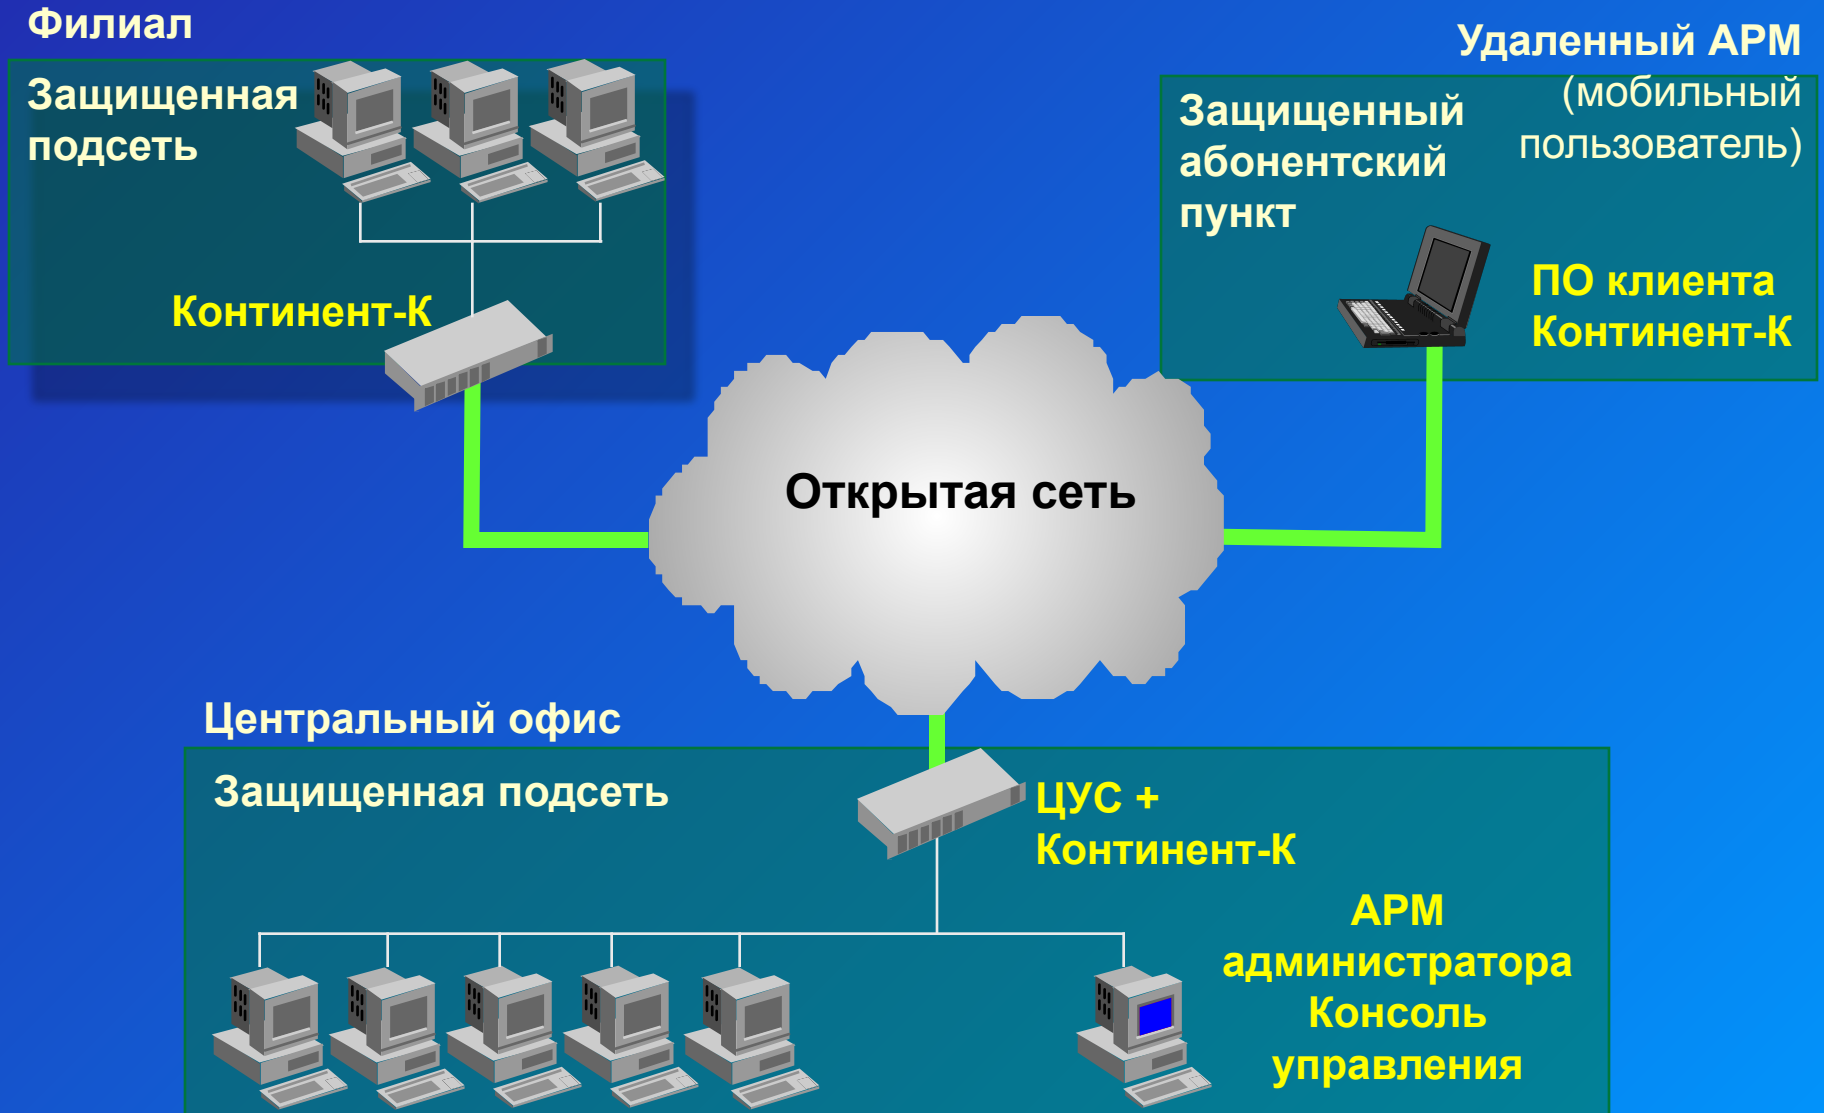 Филиал
Защищенная
подсеть
Континент-К
Удаленный АРМ
(мобильный
пользователь)
Защищенный
абонентский
пункт
ПО клиента
Континент-К
Открытая сеть
Центральный офис
Защищенная подсеть
ЦУС +
Континент-К
АРМ
администратора
Консоль
управления